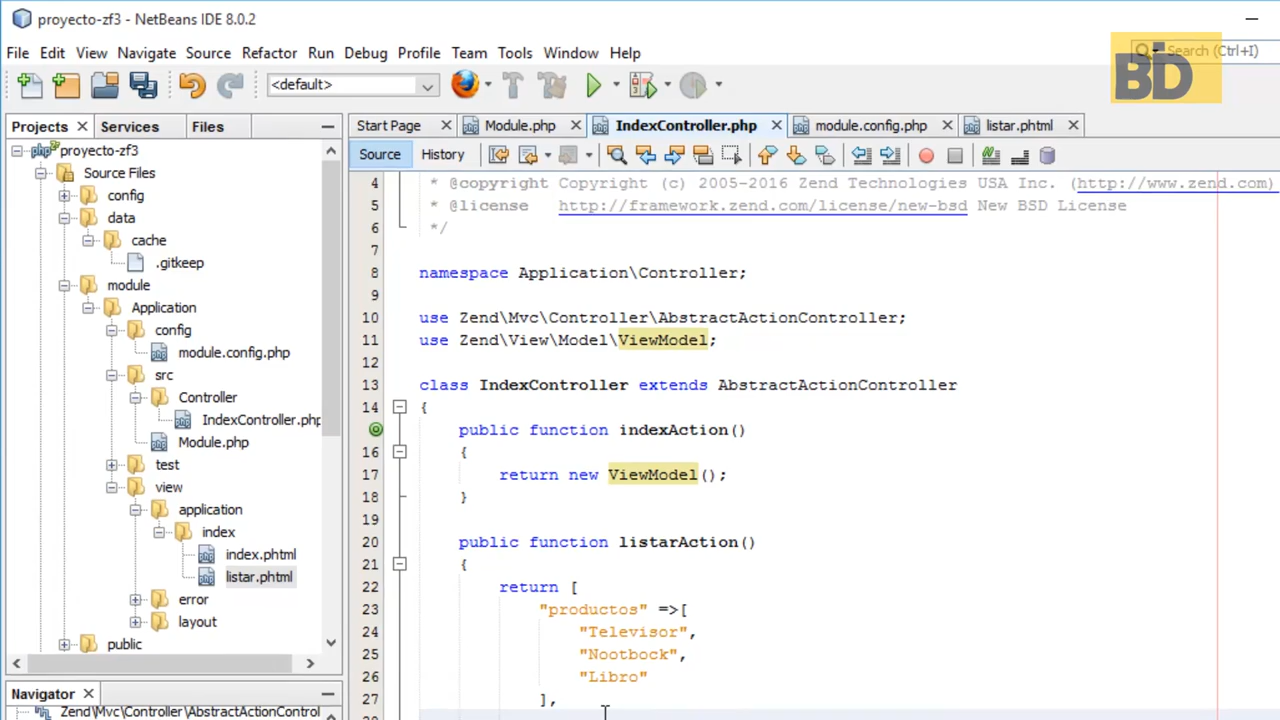 proyecto-zf3 - NetBeans IDE 8.0.2
File Edit View Navigate Source Refactor Run Debug Profile Team Tools Window Help
Search (Ctrl+I)
BD
<default>
Projects Services Files
Start Page Module.php IndexController.php module.config.php listar.phtml
Source History
proyecto-zf3
Source Files
config
data
cache
.gitkeep
module
Application
config
module.config.php
src
Controller
IndexController.php
Module.php
test
view
application
index
index.phtml
listar.phtml
error
layout
public
Navigator
Zend\Mvc\Controller\AbstractActionControl
4 * @copyright Copyright (c) 2005-2016 Zend Technologies USA Inc. (http://www.zend.com)
5 * @license http://framework.zend.com/license/new-bsd New BSD License
6 */
7
8 namespace Application\Controller;
9
10 use Zend\Mvc\Controller\AbstractActionController;
11 use Zend\View\Model\ViewModel;
12
13 class IndexController extends AbstractActionController
14 {
public function indexAction()
16 {
17 return new ViewModel();
18 }
19
20 public function listarAction()
21 {
22 return [
23 "productos" =>[
24 "Televisor",
25 "Nootbock",
26 "Libro"
27 ],